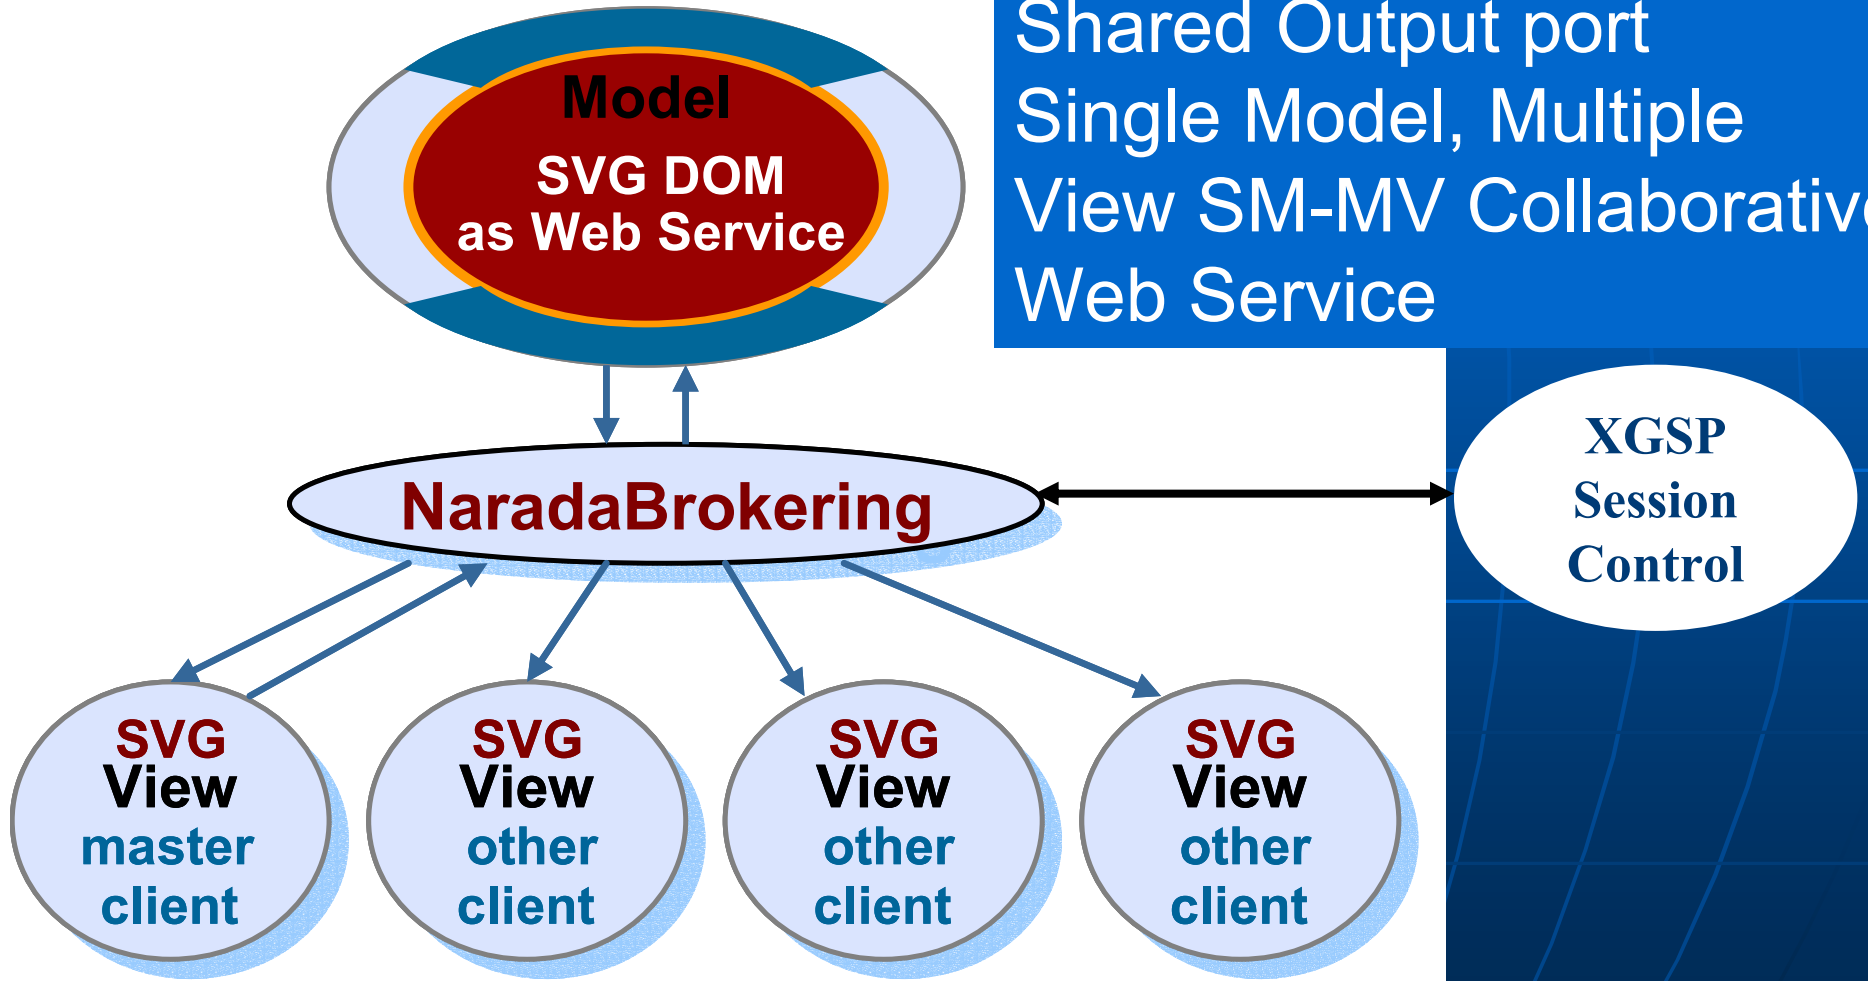 Shared Output port
Single Model, Multiple
View SM-MV Collaborative
Web Service
Model
SVG DOM
as Web Service
NaradaBrokering
XGSP
Session
Control
SVG
View
master
client
SVG
View
other
client
SVG
View
other
client
SVG
View
other
client